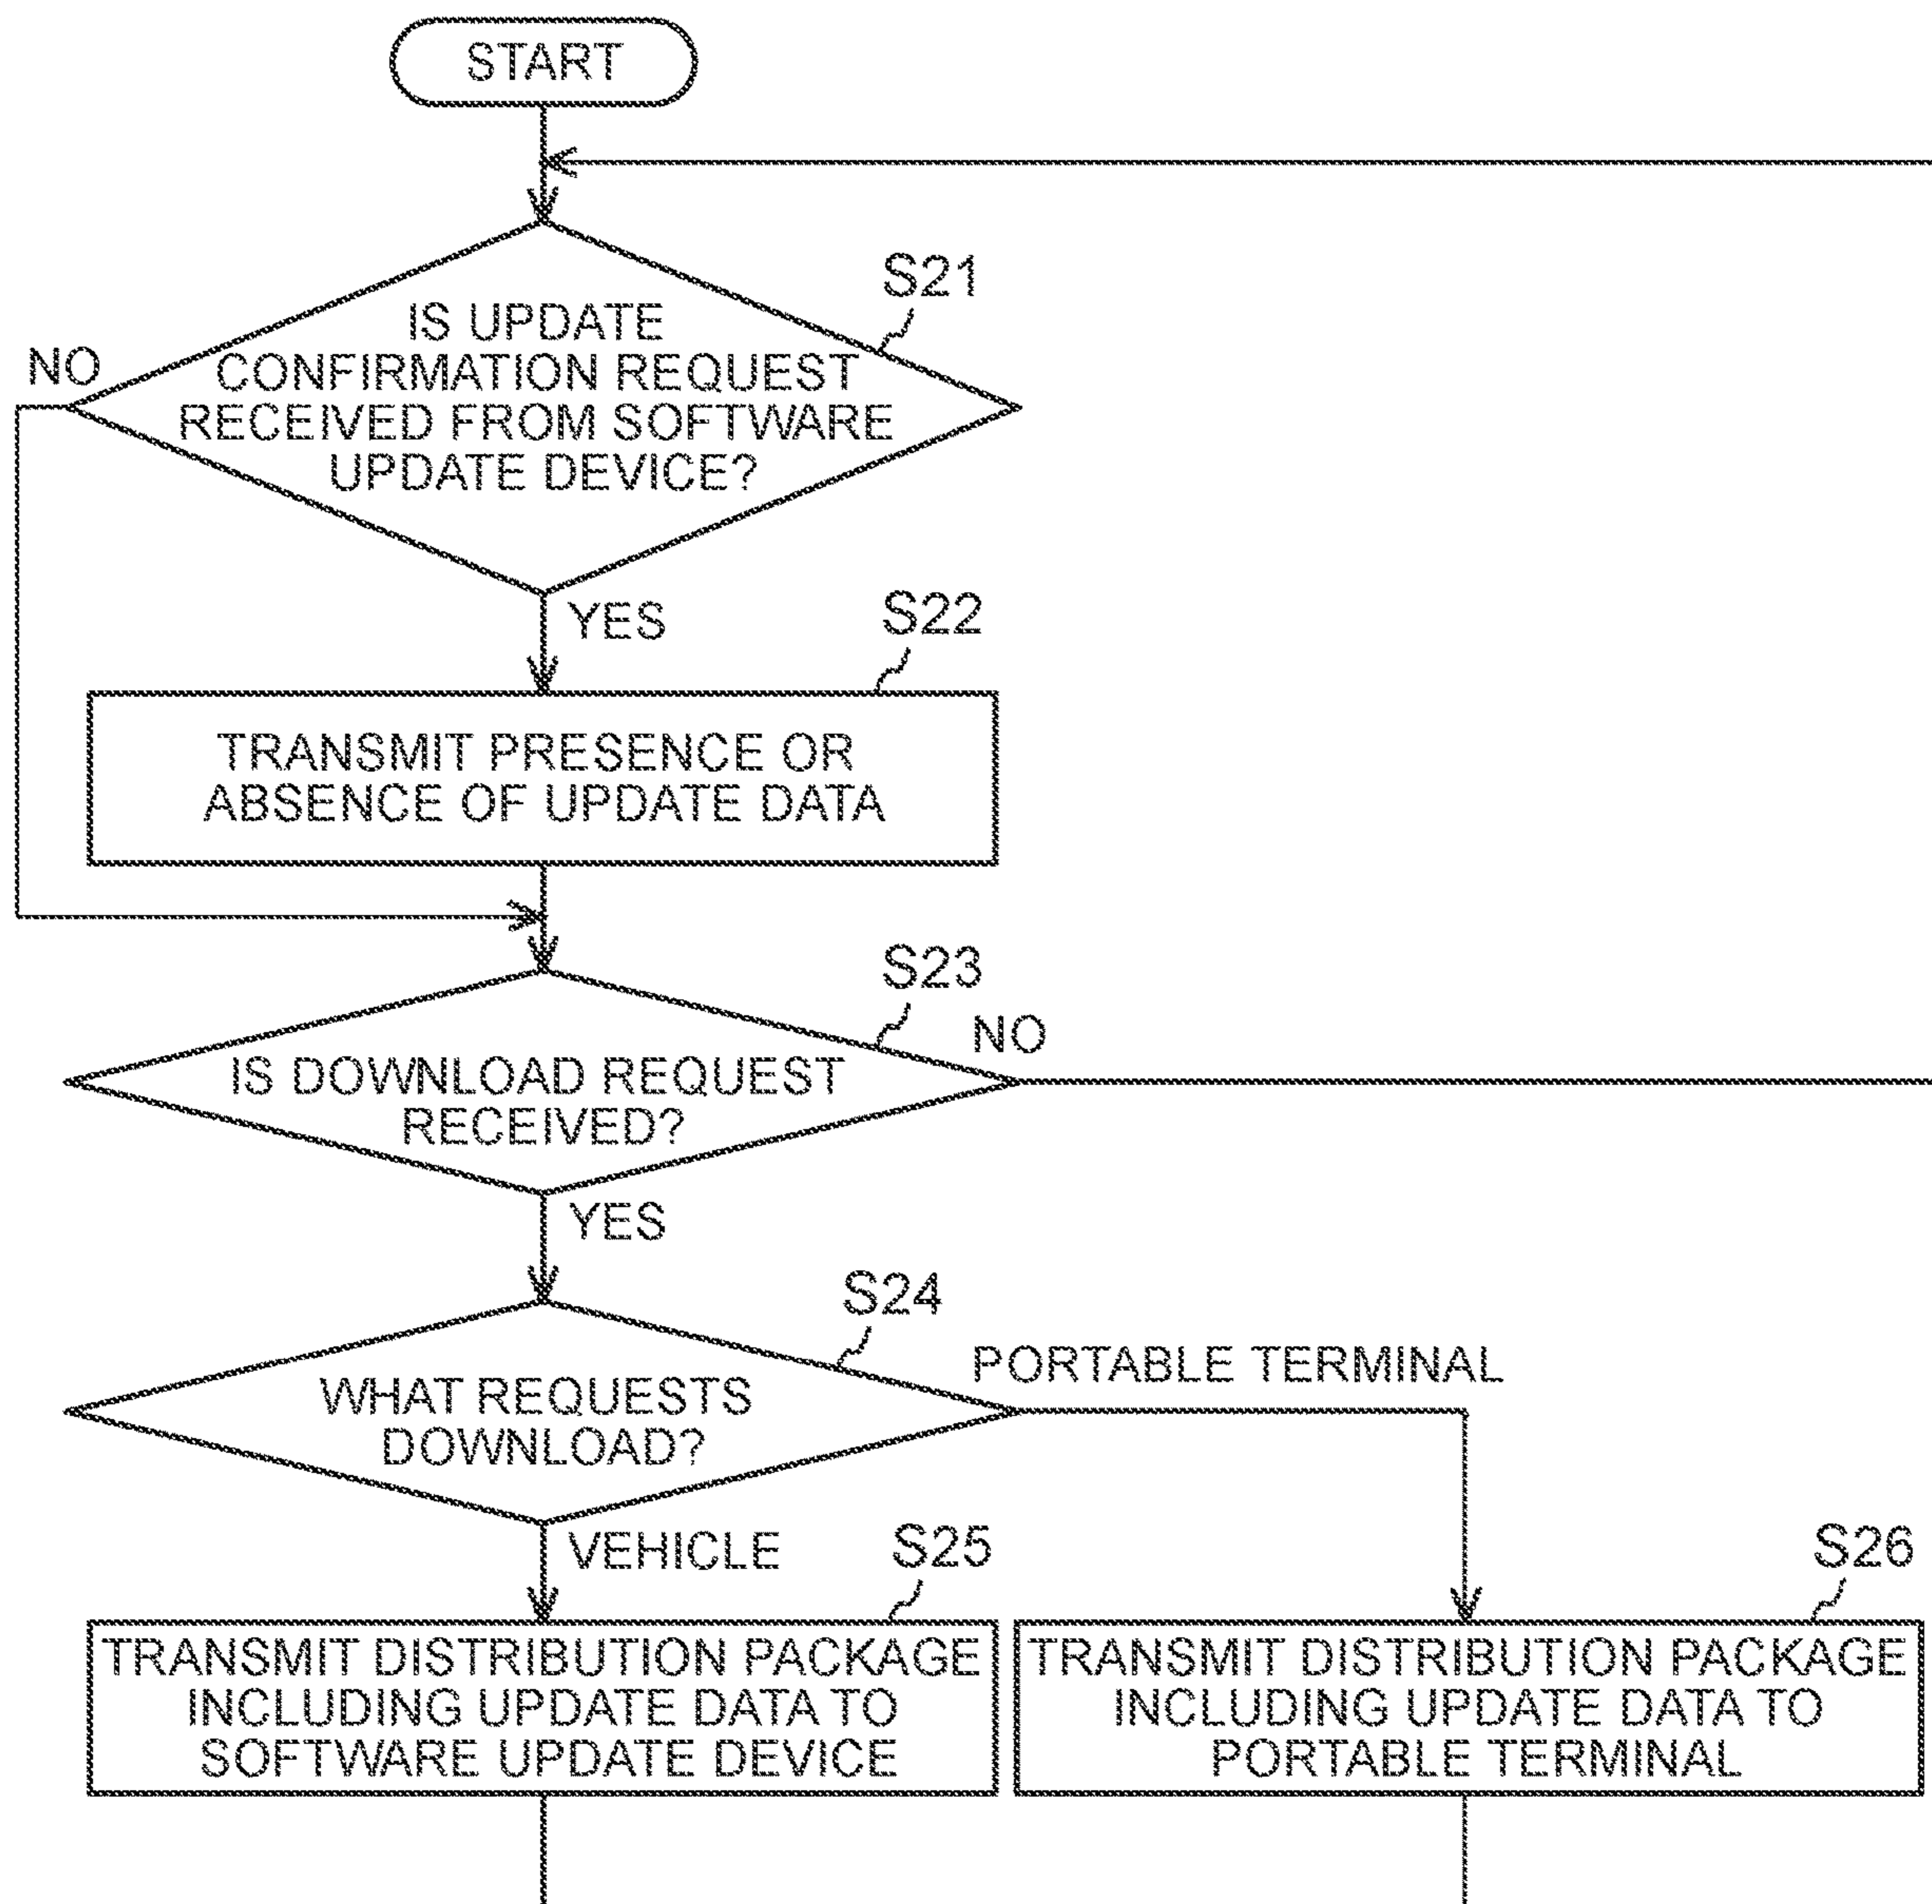 START
S21
IS UPDATE
CONFIRMATION REQUEST
RECEIVED FROM SOFTWARE
UPDATE DEVICE?
NO
YES
S22
TRANSMIT PRESENCE OR
ABSENCE OF UPDATE DATA
S23
NO
IS DOWNLOAD REQUEST
RECEIVED?
YES
S24
PORTABLE TERMINAL
WHAT REQUESTS
DOWNLOAD?
VEHICLE
S25
S26
TRANSMIT DISTRIBUTION PACKAGE
INCLUDING UPDATE DATA TO
SOFTWARE UPDATE DEVICE
TRANSMIT DISTRIBUTION PACKAGE
INCLUDING UPDATE DATA TO
PORTABLE TERMINAL